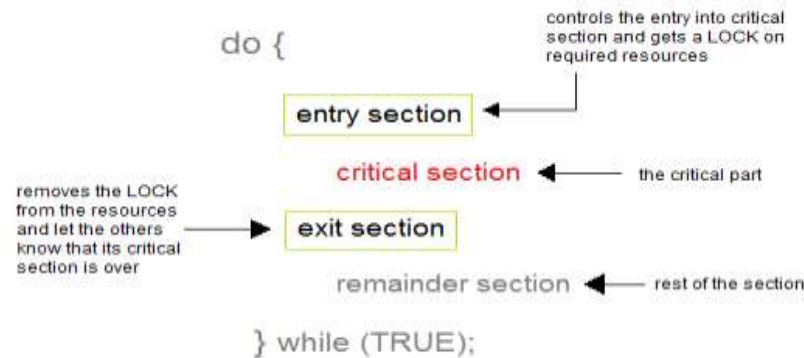 do {
controls the entry into critical
section and gets a LOCK on
required resources
entry section
critical section
the critical part
removes the LOCK
from the resources
and let the others
know that its critical
section is over
exit section
remainder section
rest of the section
} while (TRUE);